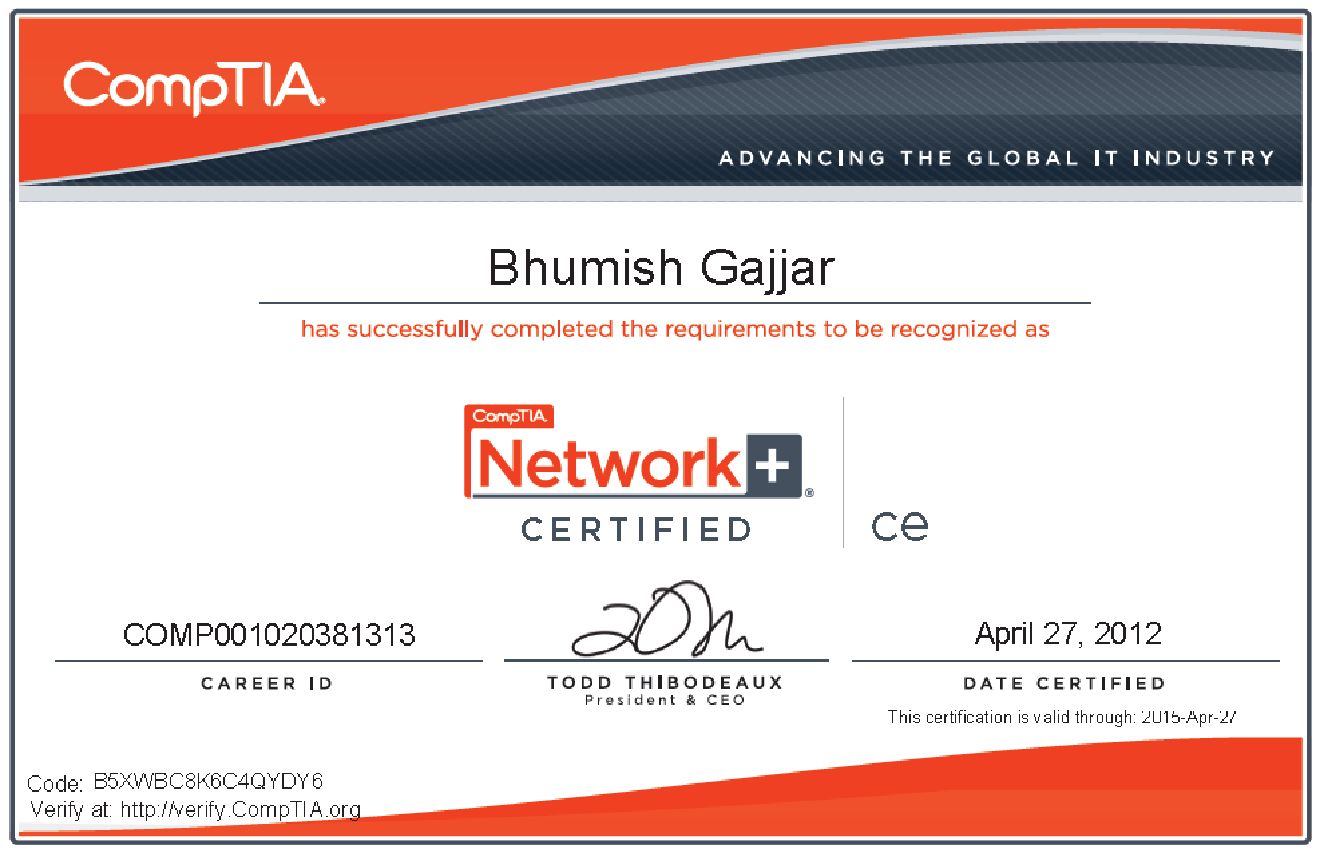 CompTIA.
ADVANCING THE GLOBAL IT INDUSTRY
Bhumish Gajjar
has successfully completed the requirements to be recognized as
CompTIA
Network+®
CERTIFIED
ce
COMP001020381313
April 27, 2012
CAREER ID
TODD THIBODEAUX
DATE CERTIFIED
President & CEO
This certification is valid through: 2015-Apr-27
Code: B5XWBC8K6C4QYDY6
Verify at: http://verify.CompTIA.org